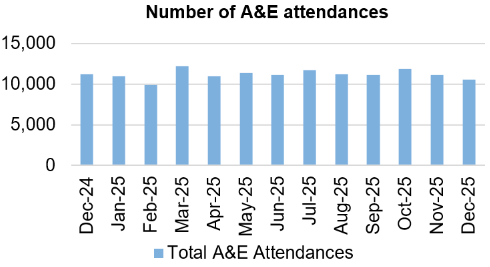 Number of A&E attendances
15,000
10,000
5,000
0
Dec-24
Jan-25
Feb-25
Mar-25
Apr-25
May-25
Jun-25
Jul-25
Aug-25
Sep-25
Oct-25
Nov-25
Dec-25
Total A&E Attendances